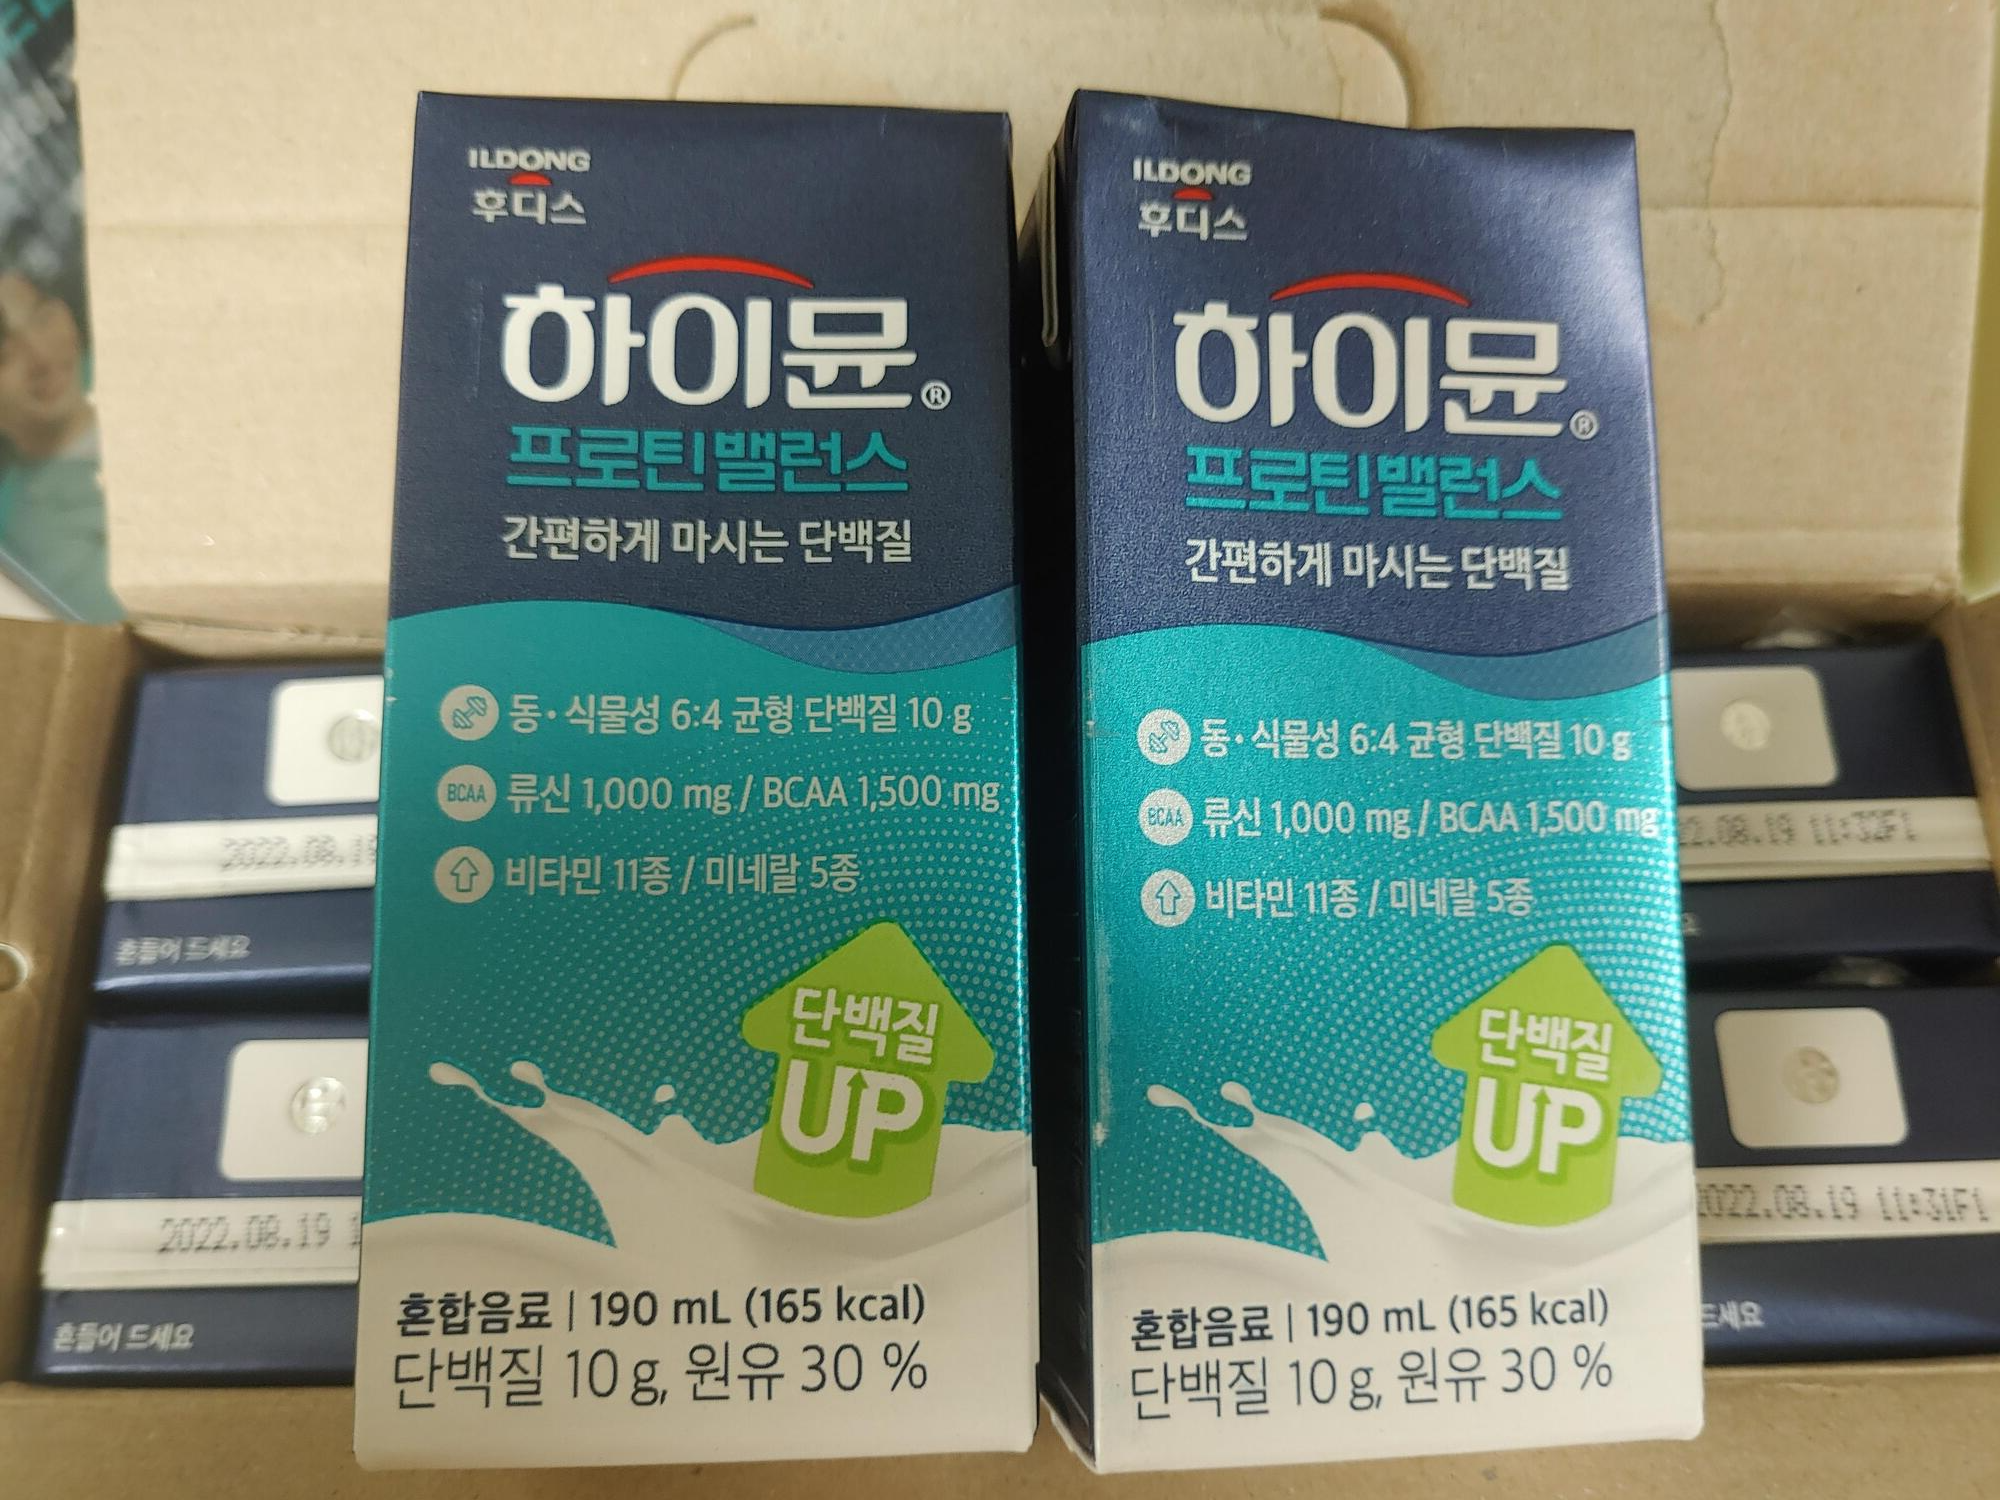 ILDONG
후디스
하이뮨®
프로틴밸런스
간편하게 마시는 단백질
동·식물성 6:4 균형 단백질 10 g
BCAA 류신 1,000 mg / BCAA 1,500 mg
비타민 11종 / 미네랄 5종
단백질
UP
혼합음료 | 190 mL (165 kcal)
단백질 10 g, 원유 30 %
ILDONG
후디스
하이뮨®
프로틴밸런스
간편하게 마시는 단백질
동·식물성 6:4 균형 단백질 10 g
BCAA 류신 1,000 mg / BCAA 1,500 mg
비타민 11종 / 미네랄 5종
단백질
UP
혼합음료 | 190 mL (165 kcal)
단백질 10 g, 원유 30 %
2022.08.19
흔들어 드세요
2022.08.19
흔들어 드세요
2.08.19 11:32F1
2022.08.19 11:31F1
드세요